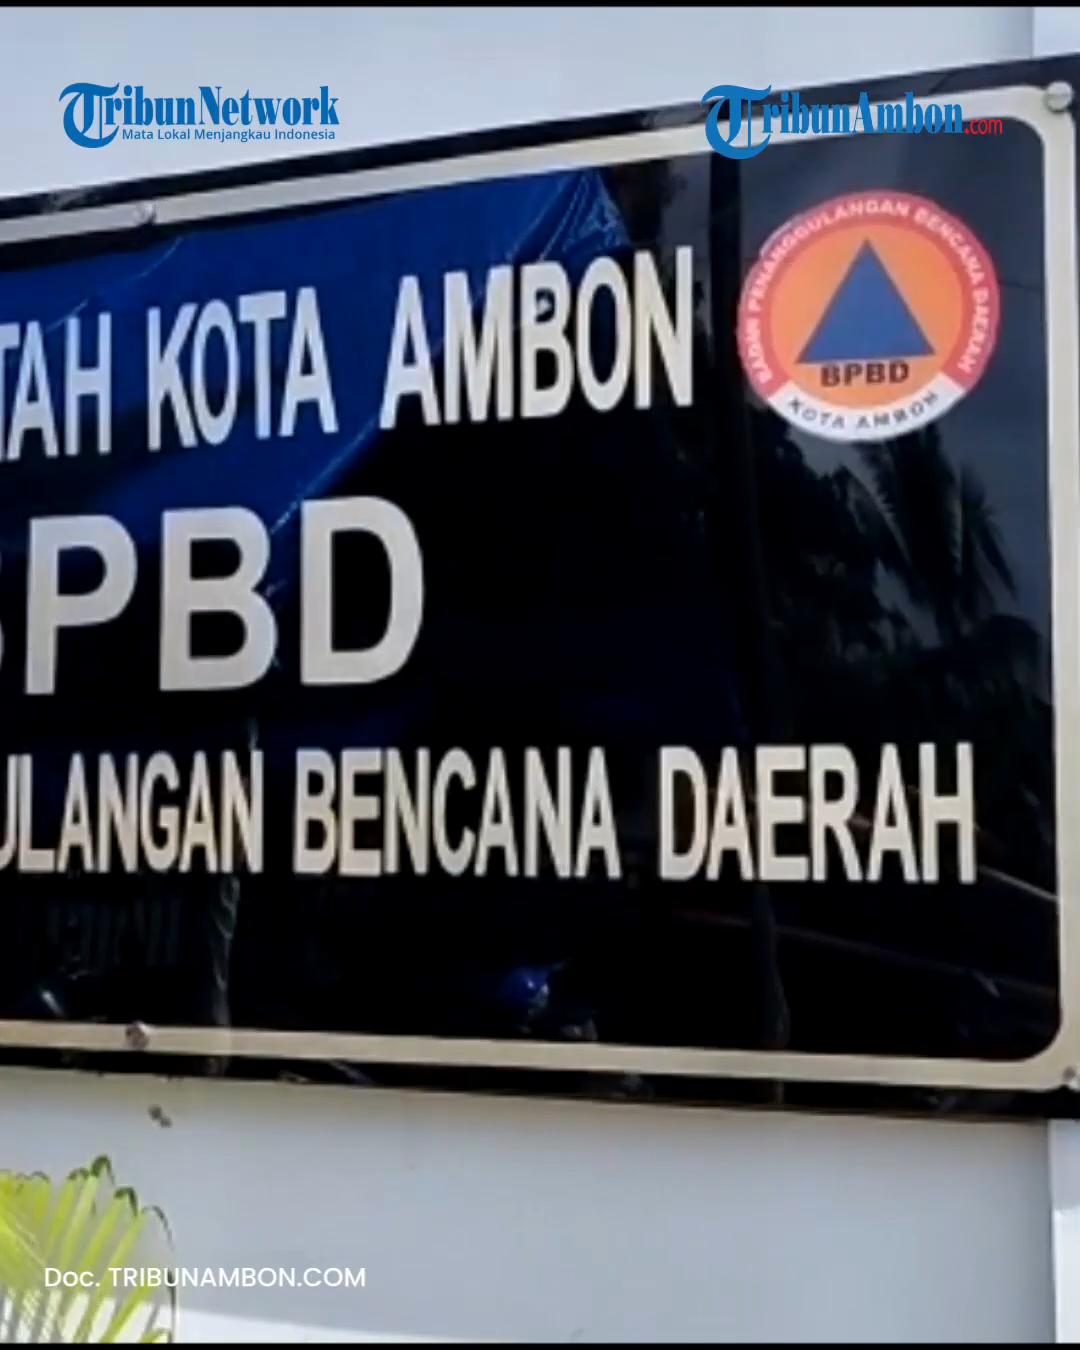 TribunNetwork
Mata Lokal Menjangkau Indonesia
TribunAmbon.com
TAH KOTA AMBON
BADAN PENANGGULANGAN BENCANA DAERAH
BPBD
KOTA AMBON
BPBD
ULANGAN BENCANA DAERAH
Doc. TRIBUNAMBON.COM